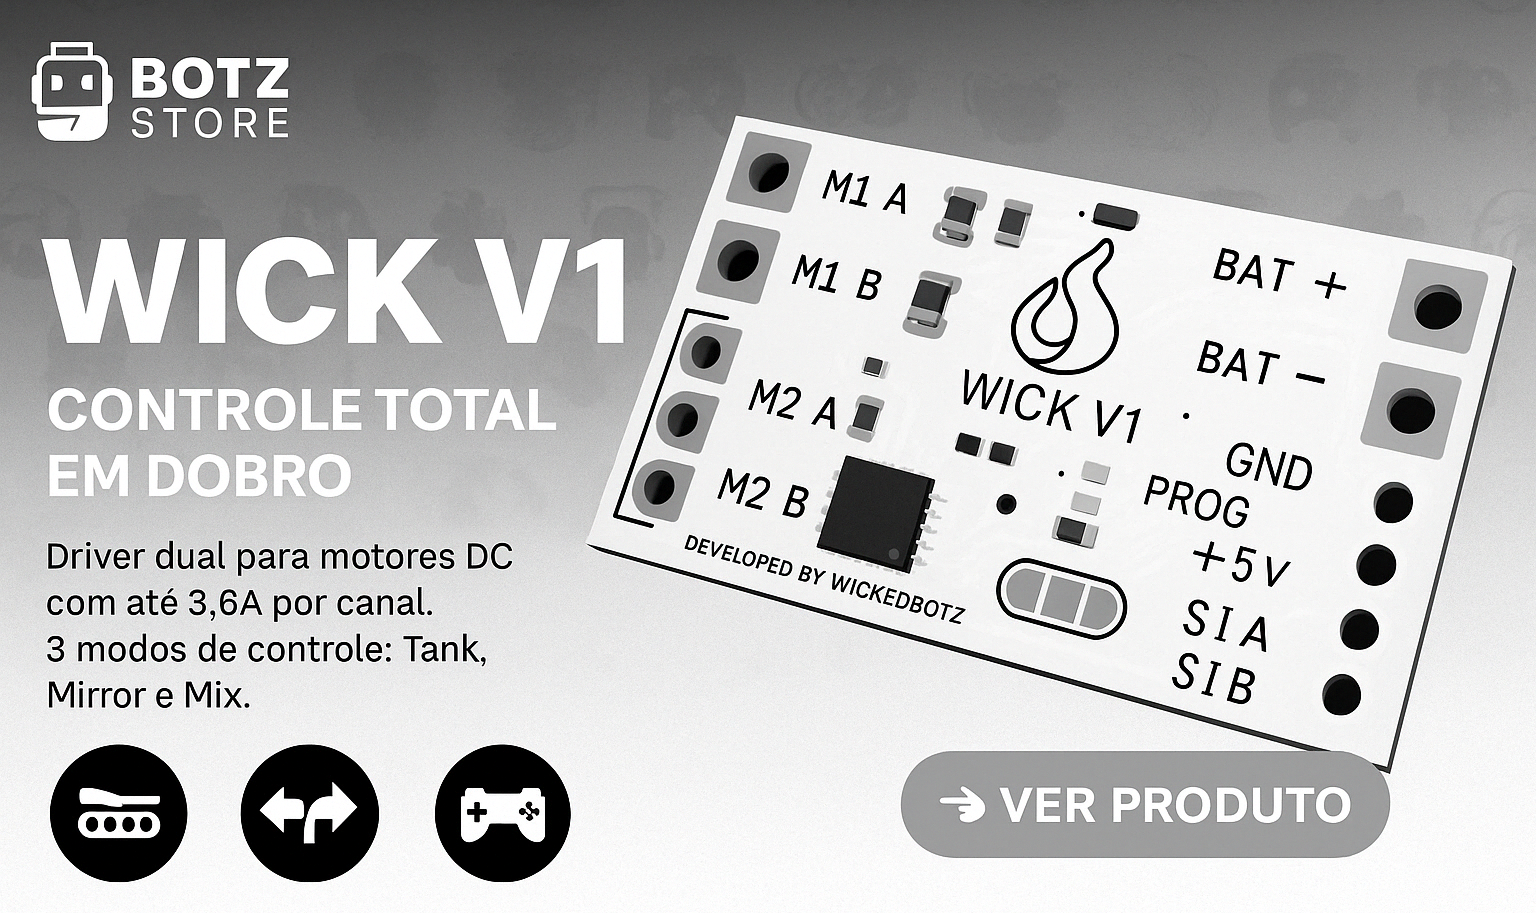 BOTZ
STORE
WICK V1
CONTROLE TOTAL
EM DOBRO
Driver dual para motores DC
com até 3,6A por canal.
3 modos de controle: Tank,
Mirror e Mix.
M1 A
M1 B
M2 A
M2 B
WICK V1
DEVELOPED BY WICKEDBOTZ
BAT +
BAT −
GND
PROG
+5V
SIA
SIB
VER PRODUTO